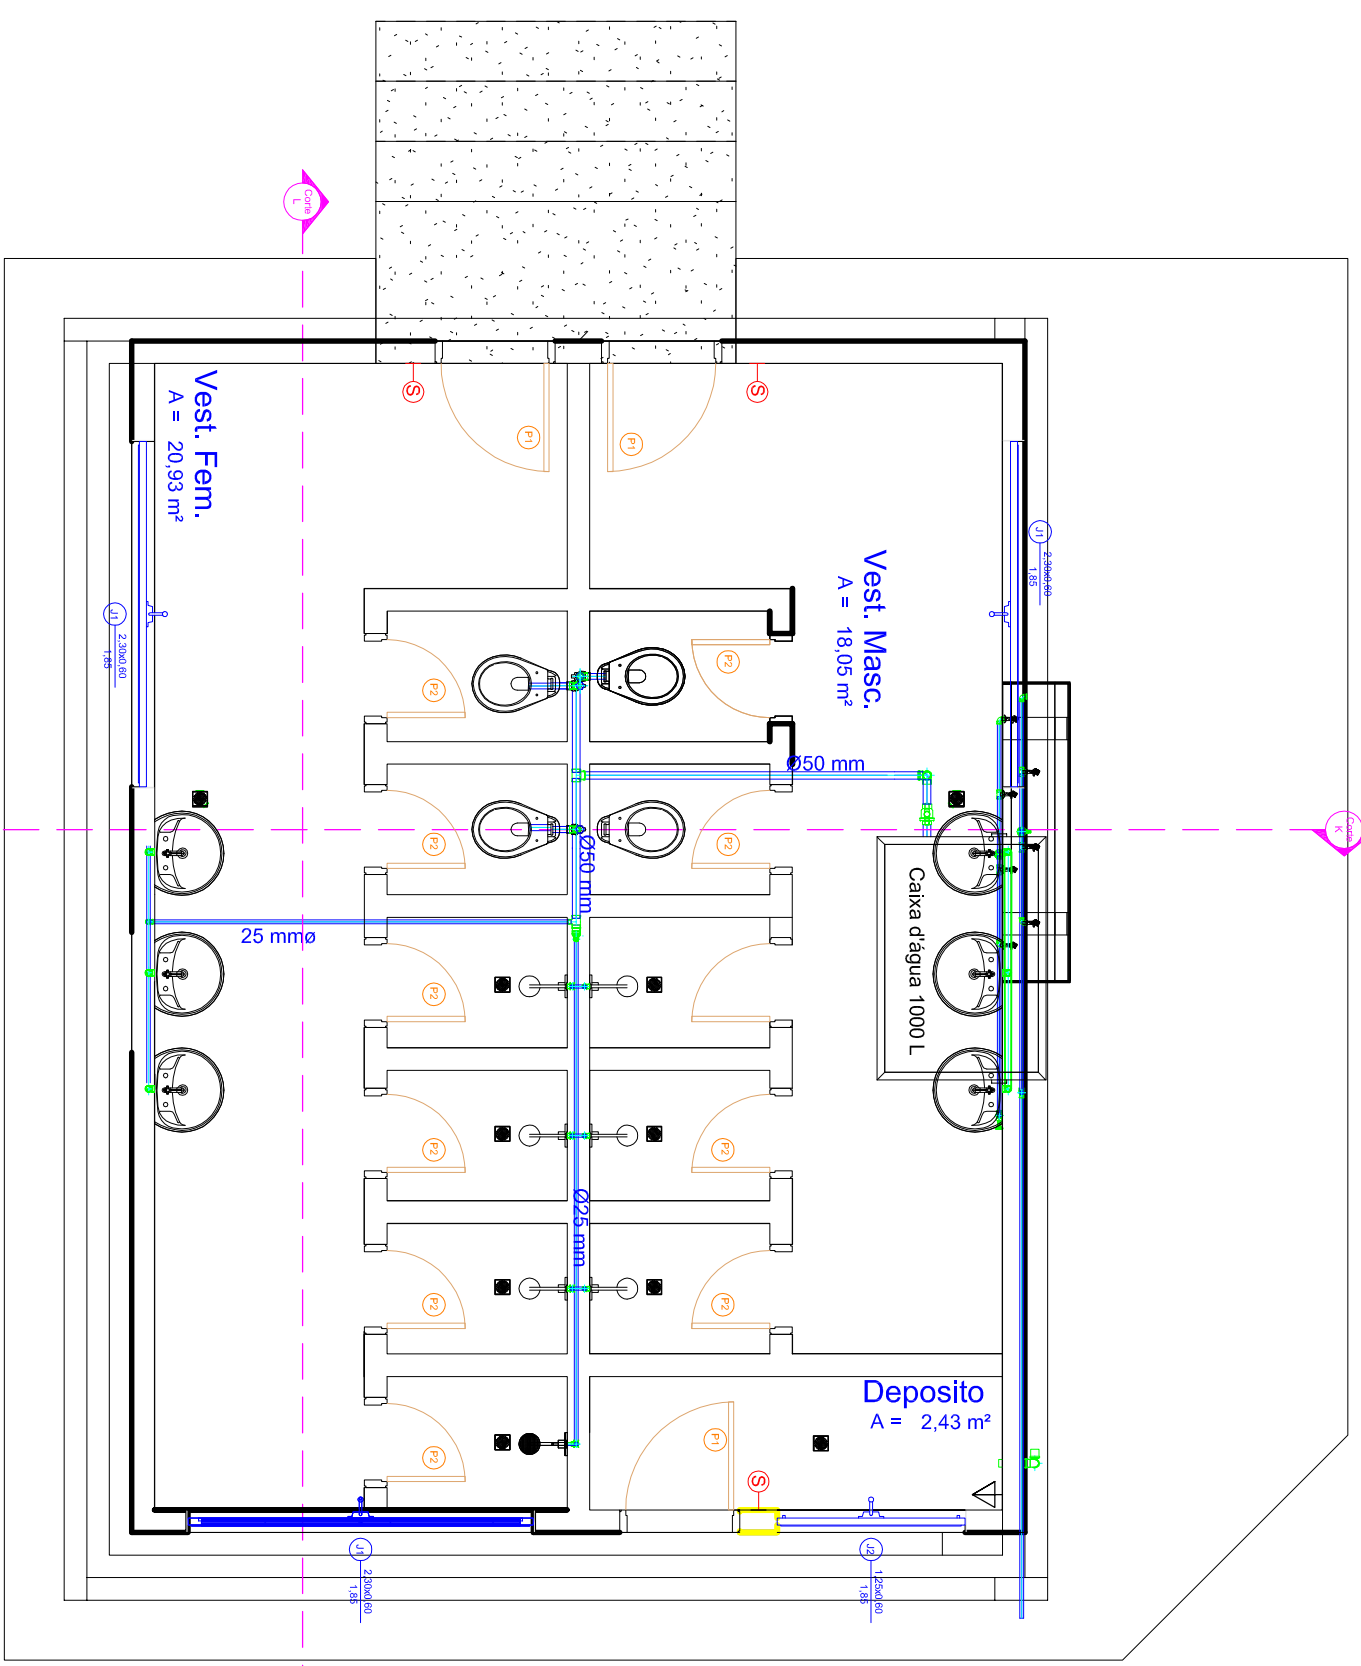 Corte
L
S
S
P1
P1
Vest. Fem.
A = 20,93 m²
J1
2,30x0,60
1,85
Vest. Masc.
A = 18,05 m²
J1
2,30x0,60
1,85
P2
P2
Ø50 mm
Corte
K
P2
P2
Ø50 mm
Caixa d'água 1000 L
25 mmø
P2
P2
P2
Ø25 mm
P2
P2
Deposito
A = 2,43 m²
P2
P1
S
J1
2,30x0,60
1,85
J2
1,25x0,60
1,85